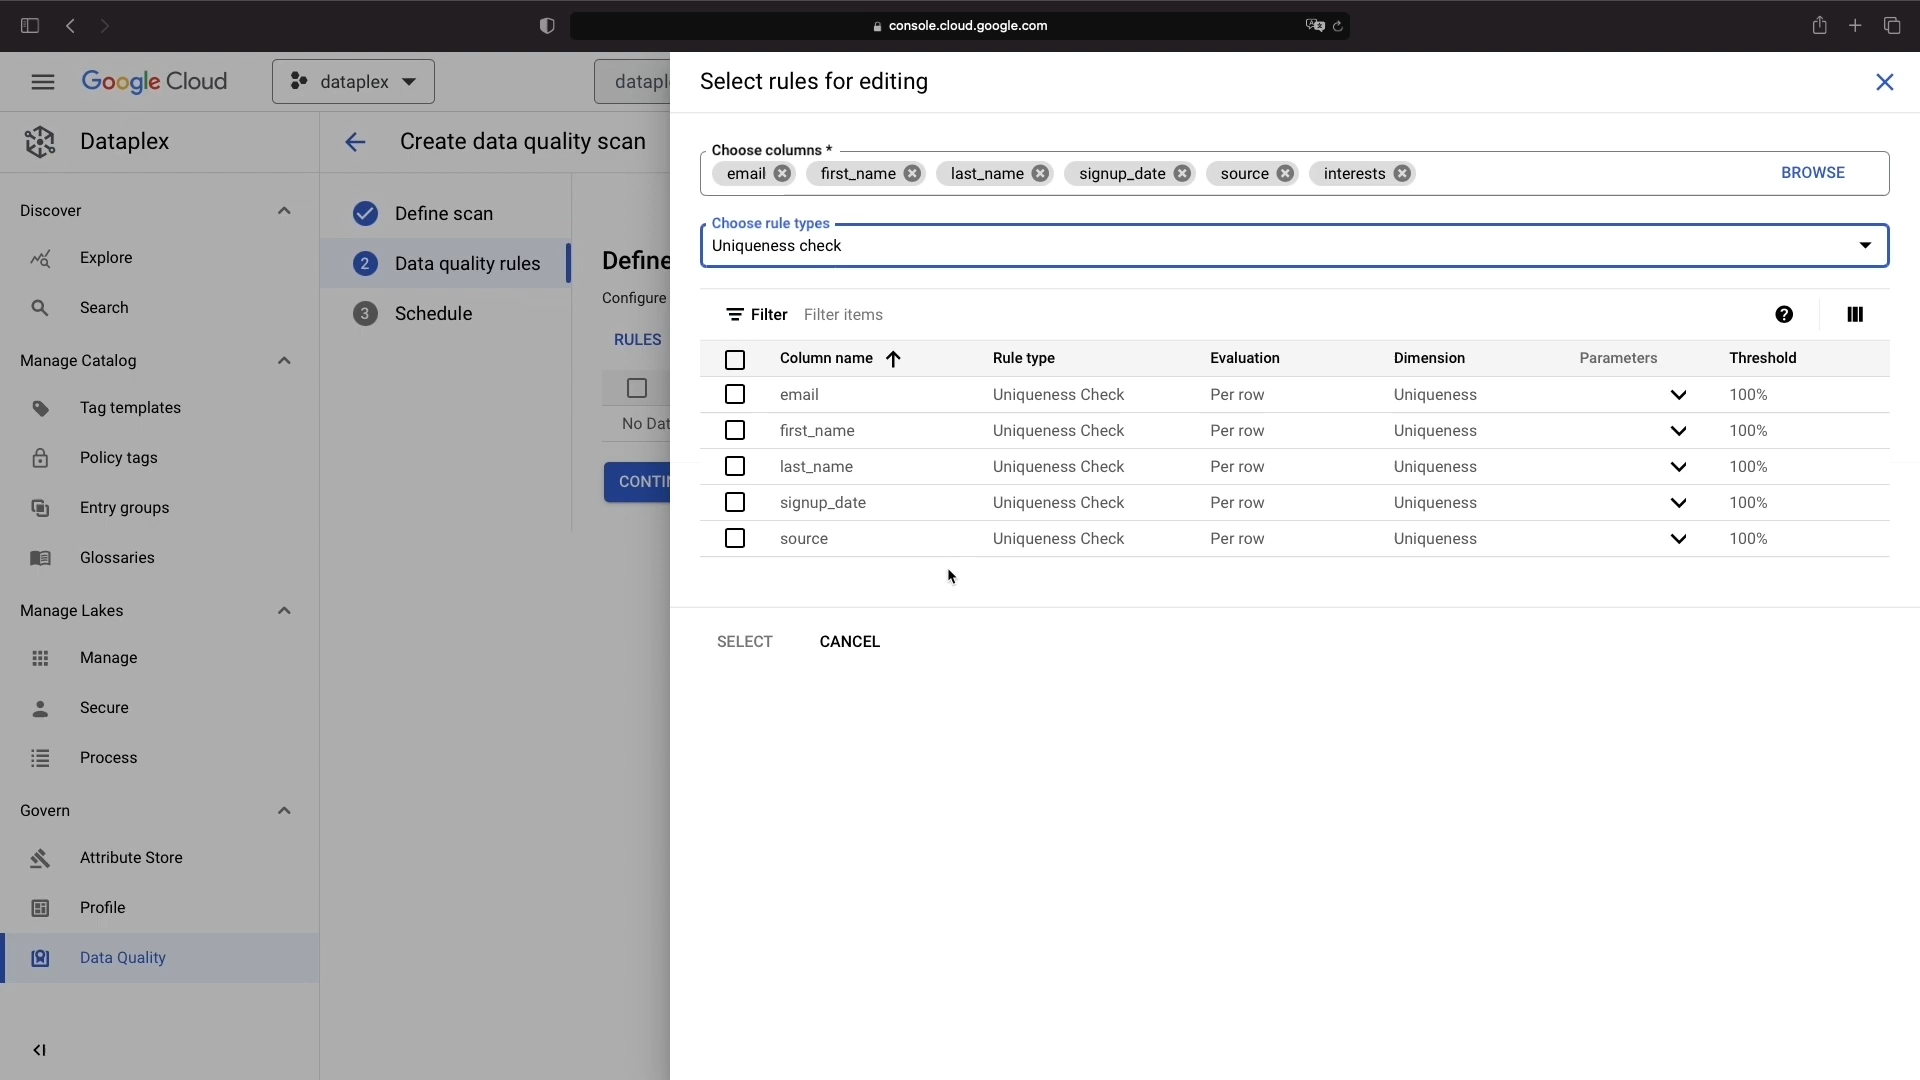 console.cloud.google.com
Google Cloud
dataplex
datapl
Select rules for editing
Dataplex
Create data quality scan
Choose columns *
email first_name last_name signup_date source interests BROWSE
Discover
Explore
Search
Manage Catalog
Tag templates
Policy tags
Entry groups
Glossaries
Manage Lakes
Manage
Secure
Process
Govern
Attribute Store
Profile
Data Quality
Define scan
2 Data quality rules
3 Schedule
Define
Configure
RULES
No Dat
CONTIN
Choose rule types
Uniqueness check
Filter Filter items
Column name Rule type Evaluation Dimension Parameters Threshold
email Uniqueness Check Per row Uniqueness 100%
first_name Uniqueness Check Per row Uniqueness 100%
last_name Uniqueness Check Per row Uniqueness 100%
signup_date Uniqueness Check Per row Uniqueness 100%
source Uniqueness Check Per row Uniqueness 100%
SELECT CANCEL